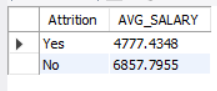 Attrition AVG_SALARY
Yes 4777.4348
No 6857.7955